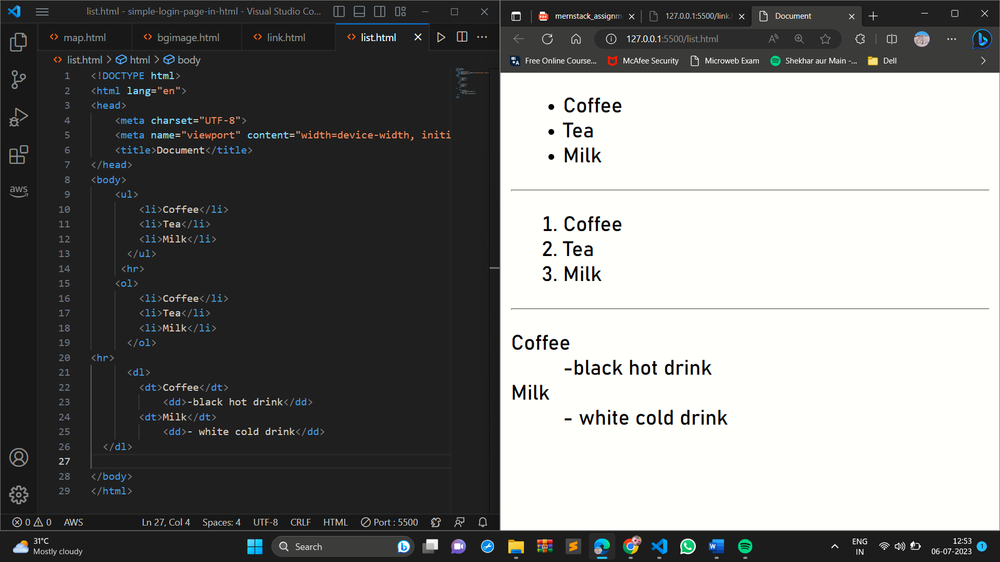 list.html - simple-login-page-in-html - Visual Studio Co...
map.html
bgimage.html
link.html
list.html
list.html > html > body
1 <!DOCTYPE html>
2 <html lang="en">
3 <head>
4 <meta charset="UTF-8">
5 <meta name="viewport" content="width=device-width, initi
6 <title>Document</title>
7 </head>
8 <body>
9 <ul>
10 <li>Coffee</li>
11 <li>Tea</li>
12 <li>Milk</li>
13 </ul>
14 <hr>
15 <ol>
16 <li>Coffee</li>
17 <li>Tea</li>
18 <li>Milk</li>
19 </ol>
20 <hr>
21 <dl>
22 <dt>Coffee</dt>
23 <dd>-black hot drink</dd>
24 <dt>Milk</dt>
25 <dd>- white cold drink</dd>
26 </dl>
27
28 </body>
29 </html>
aws
0 0 AWS Ln 27, Col 4 Spaces: 4 UTF-8 CRLF HTML Port : 5500
PDF mernstack_assignm
127.0.0.1:5500/link.
Document
127.0.0.1:5500/list.html
Free Online Course... McAfee Security Microweb Exam Shekhar aur Main -... Dell
• Coffee
• Tea
• Milk
1. Coffee
2. Tea
3. Milk
Coffee
-black hot drink
Milk
- white cold drink
31°C
Mostly cloudy
Search
ENG
IN
12:53
06-07-2023
1